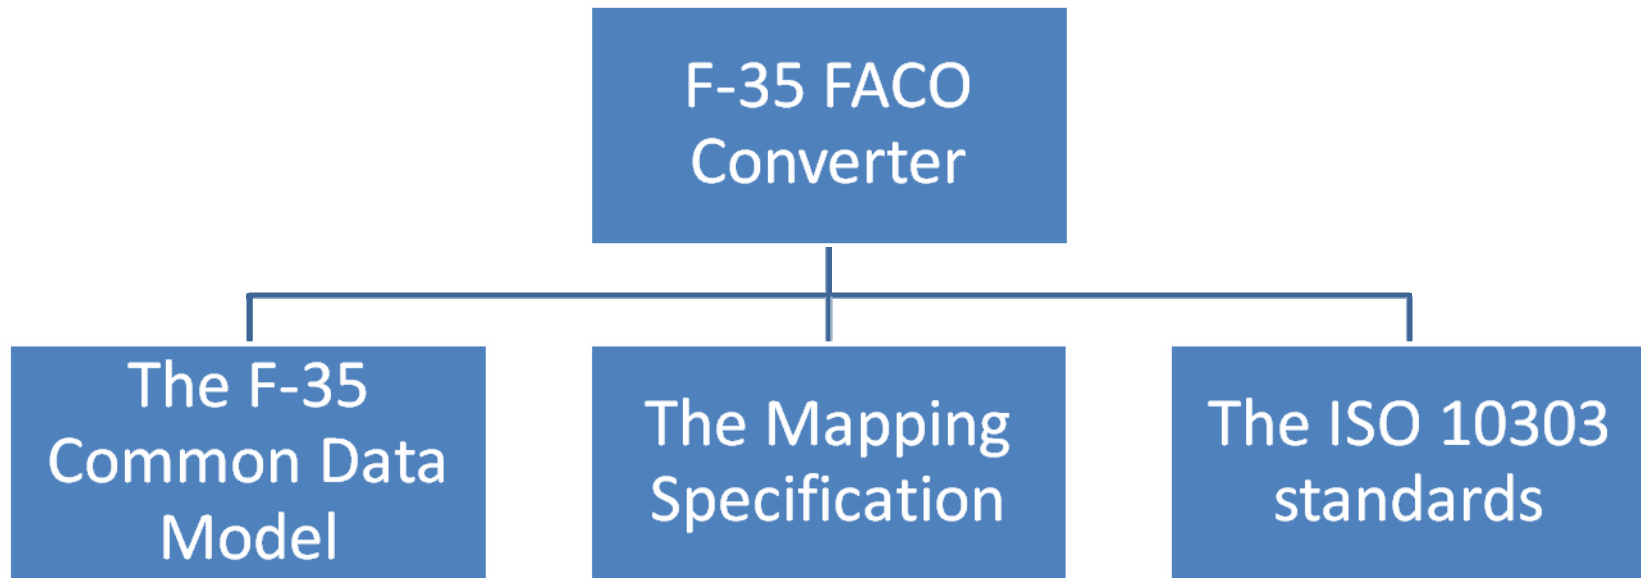 F-35 FACO
Converter
The F-35
Common Data
Model
The Mapping
Specification
The ISO 10303
standards